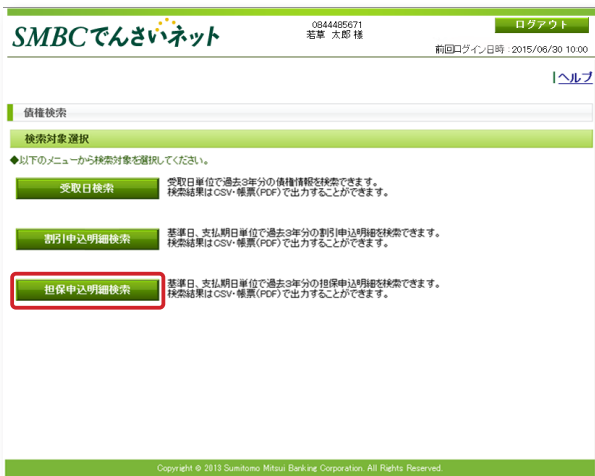 SMBCでんさいネット
0844485671
若草 太郎 様
ログアウト
前回ログイン日時 : 2015/06/30 10:00
|ヘルプ
債権検索
検索対象選択
◆以下のメニューから検索対象を選択してください。
受取日検索
受取日単位で過去3年分の債権情報を検索できます。
検索結果はCSV・帳票(PDF)で出力することができます。
割引申込明細検索
基準日、支払期日単位で過去3年分の割引申込明細を検索できます。
検索結果はCSV・帳票(PDF)で出力することができます。
担保申込明細検索
基準日、支払期日単位で過去3年分の担保申込明細を検索できます。
検索結果はCSV・帳票(PDF)で出力することができます。
Copyright © 2013 Sumitomo Mitsui Banking Corporation. All Rights Reserved.